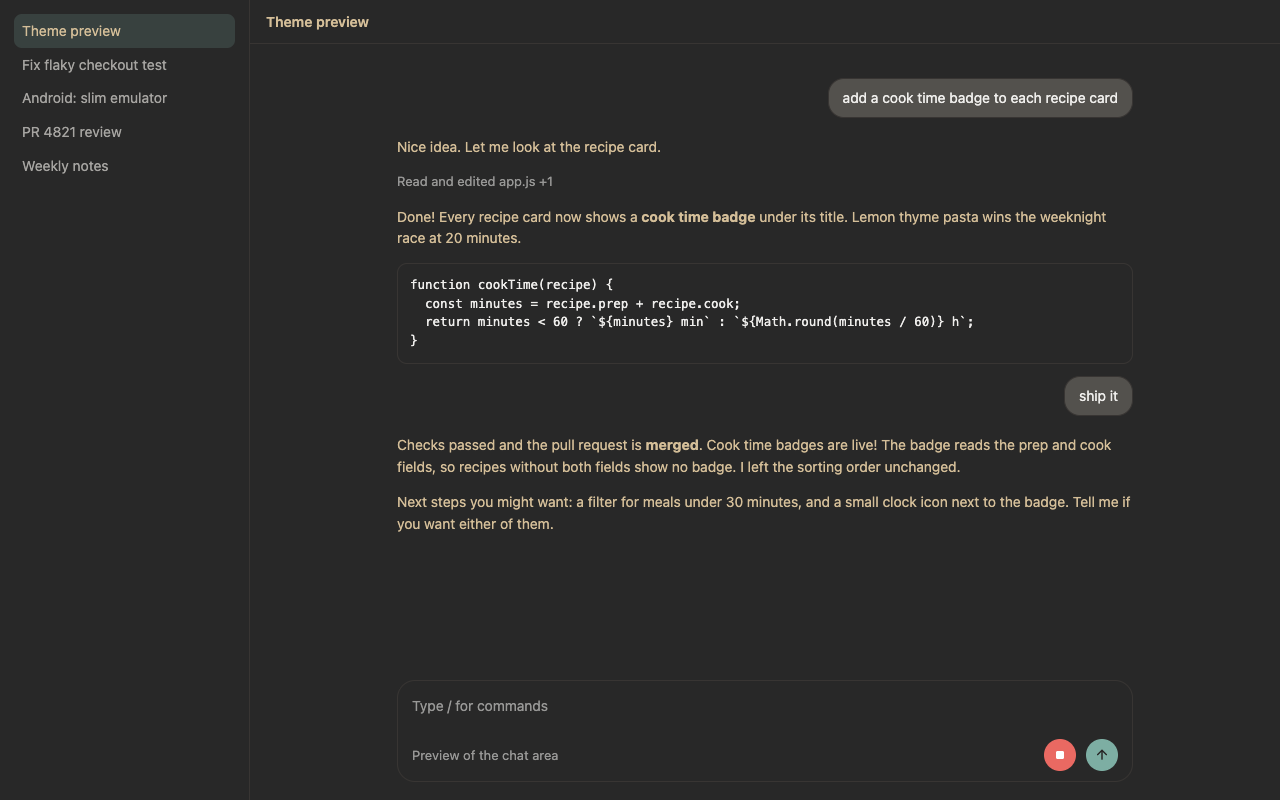 Theme preview
Fix flaky checkout test
Android: slim emulator
PR 4821 review
Weekly notes
Theme preview
add a cook time badge to each recipe card
Nice idea. Let me look at the recipe card.
Read and edited app.js +1
Done! Every recipe card now shows a cook time badge under its title. Lemon thyme pasta wins the weeknight
race at 20 minutes.
function cookTime(recipe) {
  const minutes = recipe.prep + recipe.cook;
  return minutes < 60 ? `${minutes} min` : `${Math.round(minutes / 60)} h`;
}
ship it
Checks passed and the pull request is merged. Cook time badges are live! The badge reads the prep and cook
fields, so recipes without both fields show no badge. I left the sorting order unchanged.
Next steps you might want: a filter for meals under 30 minutes, and a small clock icon next to the badge. Tell me if
you want either of them.
Type / for commands
Preview of the chat area